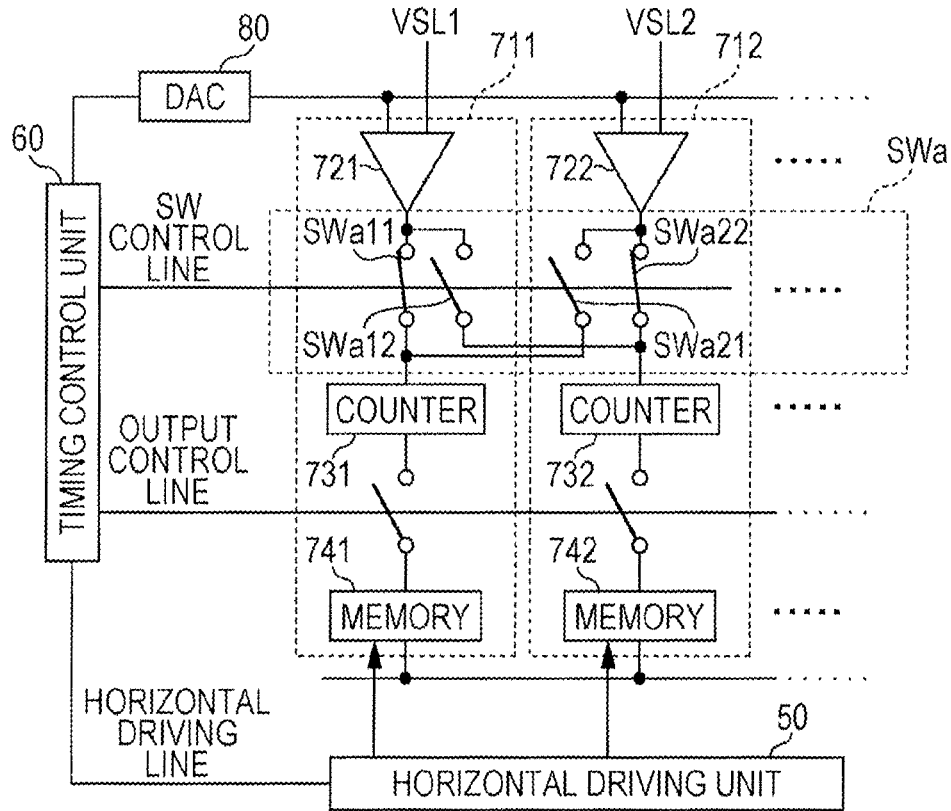 80
VSL1
VSL2
711
712
DAC
60
721
722
SWa
SW
CONTROL
LINE
SWa11
SWa22
SWa12
SWa21
TIMING CONTROL UNIT
COUNTER
COUNTER
OUTPUT
CONTROL
LINE
731
732
741
742
MEMORY
MEMORY
HORIZONTAL
DRIVING
LINE
50
HORIZONTAL DRIVING UNIT